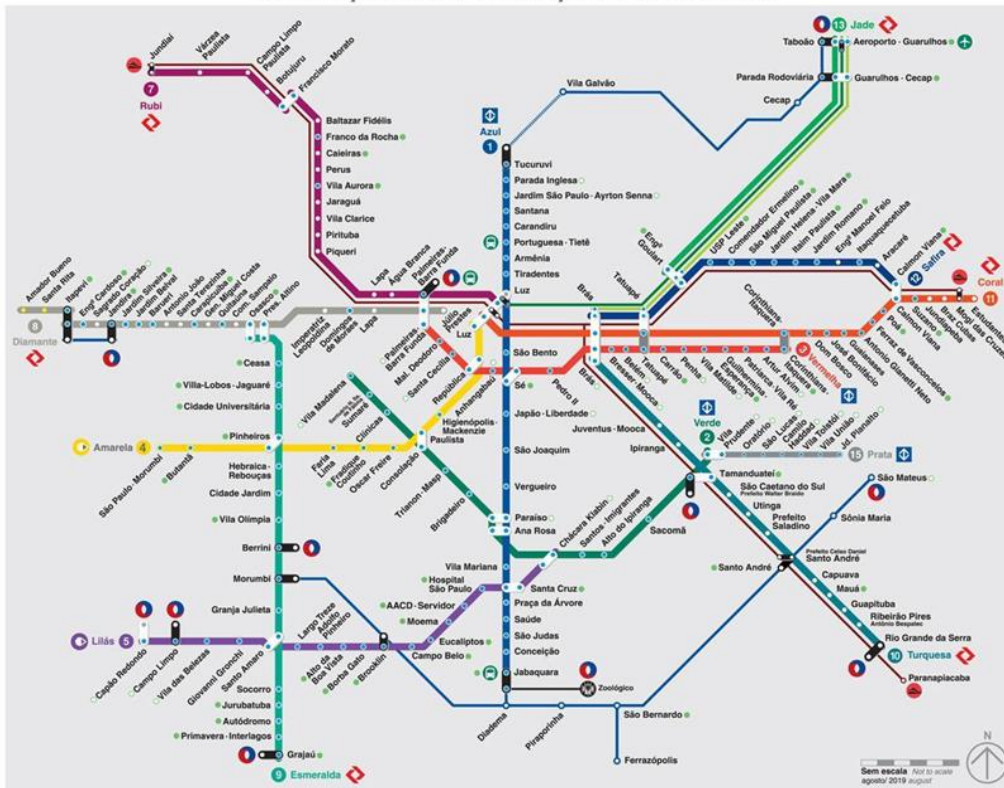 Jundiaí
Várzea
Paulista
Campo Limpo
Paulista
Botujuru
Francisco Morato
7
Rubi
Baltazar Fidélis
Franco da Rocha
Caieiras
Perus
Vila Aurora
Jaraguá
Vila Clarice
Pirituba
Piqueri
Lapa
Água Branca
Palmeiras-
Barra Funda
Azul
1
Tucuruvi
Parada Inglesa
Jardim São Paulo - Ayrton Senna
Santana
Carandiru
Portuguesa - Tietê
Armênia
Tiradentes
Luz
São Bento
Sé
Japão - Liberdade
São Joaquim
Vergueiro
Paraíso
Ana Rosa
Vila Mariana
Santa Cruz
Praça da Árvore
Saúde
São Judas
Conceição
Jabaquara
Zoológico
Diadema
Piraporinha
São Bernardo
Ferrazópolis
Vila Galvão
Cecap
Taboão
13 Jade
Aeroporto - Guarulhos
Parada Rodoviária
Guarulhos - Cecap
Engº
Goulart
USP Leste
Comendador Ermelino
São Miguel Paulista
Jardim Helena - Vila Mara
Itaim Paulista
Jardim Romano
Engº Manoel Feio
Itaquaquecetuba
Aracaré
Calmon Viana
12
Safira
Coral
11
Estudantes
Mogi das Cruzes
Braz Cubas
Jundiapeba
Suzano
Calmon Viana
Poá
Ferraz de Vasconcelos
Antonio Gianetti Neto
Guaianases
José Bonifácio
Dom Bosco
Corinthians-
Itaquera
Tatuapé
Brás
3
Vermelha
Corinthians-
Itaquera
Artur Alvim
Patriarca - Vila Ré
Guilhermina-
Esperança
Vila Matilde
Penha
Carrão
Tatuapé
Belém
Bresser - Mooca
Brás
Pedro II
Anhangabaú
República
Santa Cecília
Mal. Deodoro
Palmeiras-
Barra Funda
Júlio
Prestes
Luz
Amador Bueno
Santa Rita
Itapevi
8
Diamante
Engº Cardoso
Sagrado Coração
Jandira
Jardim Silveira
Jardim Belval
Barueri
Antonio João
Santa Terezinha
Carapicuíba
Gen. Miguel Costa
Quitaúna
Com. Sampaio
Osasco
Pres. Altino
Imperatriz
Leopoldina
Domingos
de Moraes
Lapa
Ceasa
Villa-Lobos - Jaguaré
Cidade Universitária
Pinheiros
Hebraica-
Rebouças
Cidade Jardim
Vila Olímpia
Berrini
Morumbi
Granja Julieta
Santo Amaro
Socorro
Jurubatuba
Autódromo
Primavera - Interlagos
Grajaú
9 Esmeralda
Amarela 4
São Paulo - Morumbi
Butantã
Faria
Lima
Fradique
Coutinho
Oscar Freire
Paulista
Higienópolis-
Mackenzie
Vila Madalena
Sumaré
Clínicas
Consolação
Trianon - Masp
Brigadeiro
Chácara Klabin
Santos - Imigrantes
Alto do Ipiranga
Sacomã
Tamanduateí
Verde
2
Vila
Prudente
Oratório
São Lucas
Camilo
Haddad
Vila Tolstói
Vila União
Jd. Planalto
15 Prata
Juventus - Mooca
Ipiranga
São Caetano do Sul
Prefeito Walter Braido
Utinga
Prefeito
Saladino
Prefeito Celso Daniel
Santo André
Capuava
Mauá
Guapituba
Ribeirão Pires
Antônio Bespalec
Rio Grande da Serra
10 Turquesa
Paranapiacaba
São Mateus
Sônia Maria
Santo André
Lilás 5
Capão Redondo
Campo Limpo
Vila das Belezas
Giovanni Gronchi
Largo Treze
Adolfo
Pinheiro
Alto da
Boa Vista
Borba Gato
Brooklin
Campo Belo
Eucaliptos
Moema
AACD - Servidor
Hospital
São Paulo
N
Sem escala Not to scale
agosto/ 2019 august